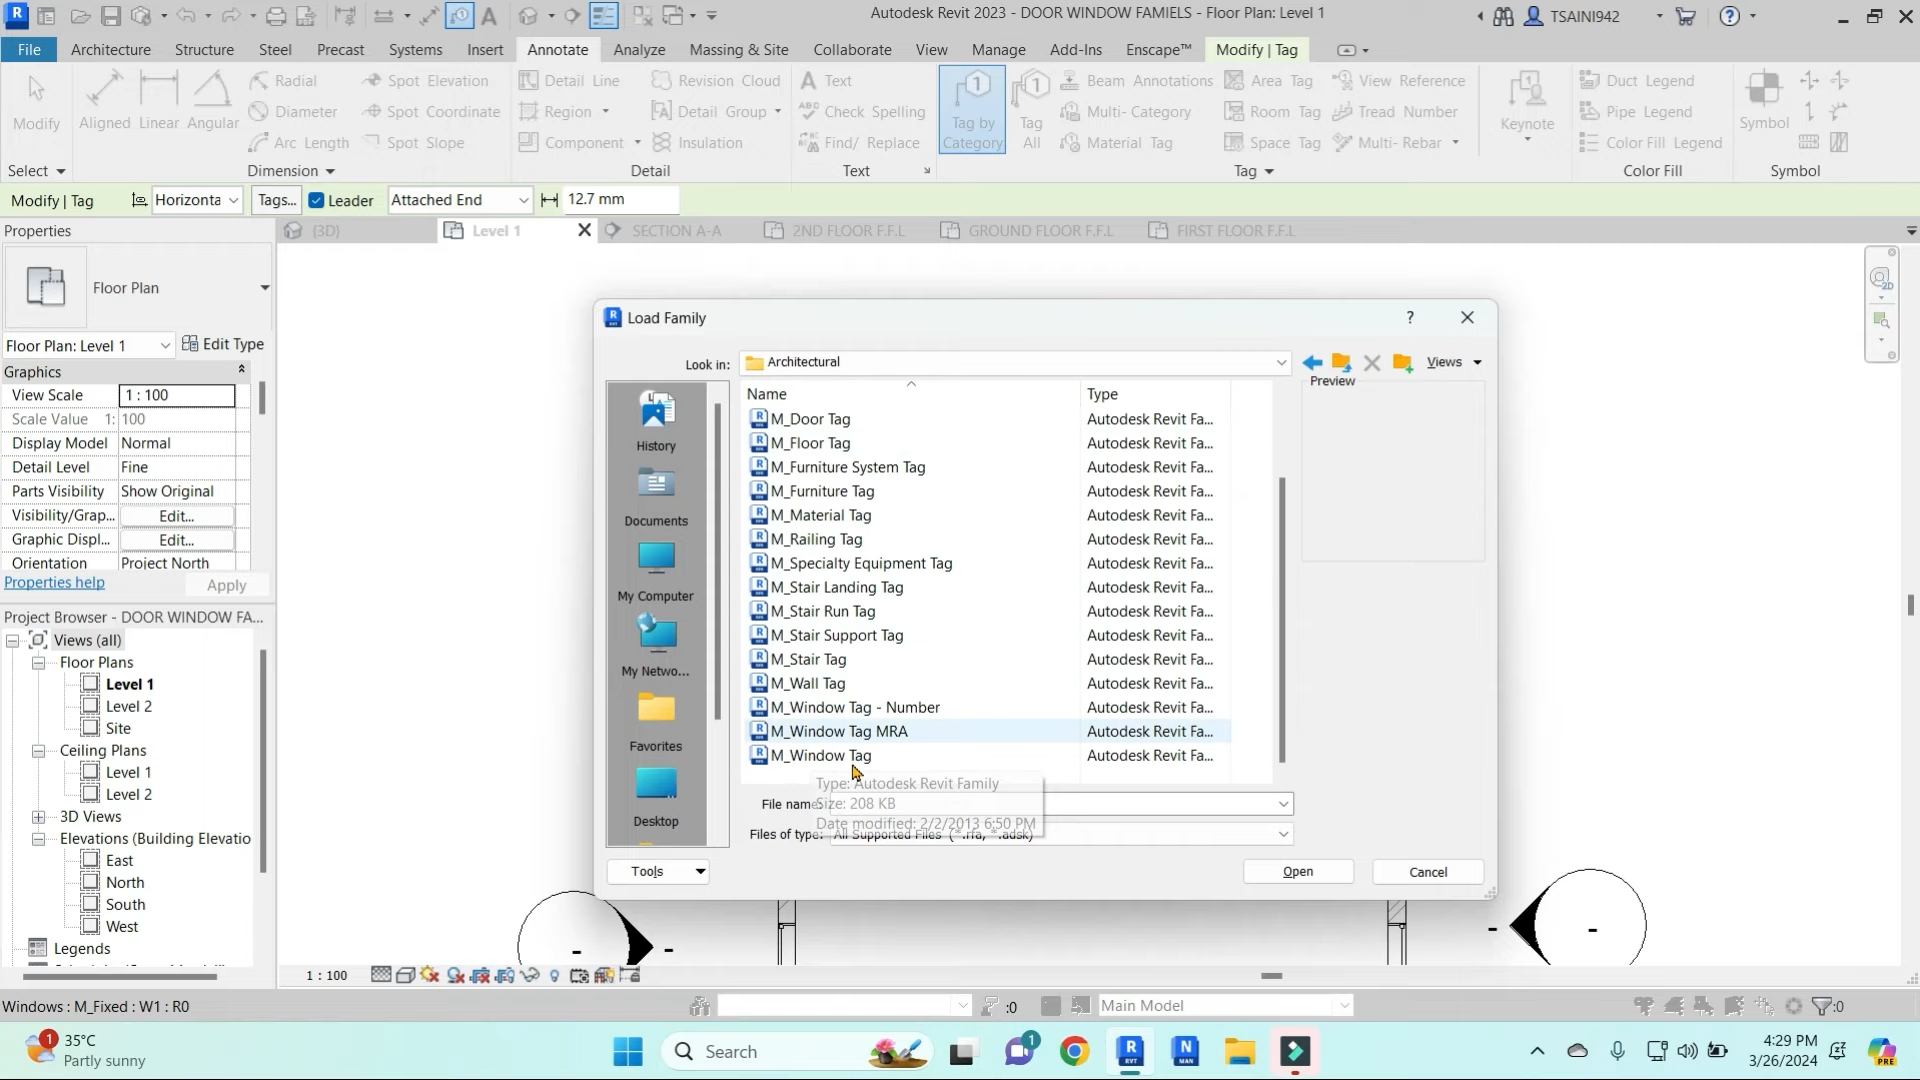 Autodesk Revit 2023 - DOOR WINDOW FAMIELS - Floor Plan: Level 1
TSAINI942
File Architecture Structure Steel Precast Systems Insert Annotate Analyze Massing & Site Collaborate View Manage Add-Ins Enscape™ Modify | Tag
Radial Spot Elevation Detail Line Revision Cloud Text Beam Annotations Area Tag View Reference Duct Legend
Modify Aligned Linear Angular Diameter Spot Coordinate Region Detail Group Check Spelling Tag by Category Tag All Multi- Category Room Tag Tread Number Keynote Pipe Legend Symbol
Arc Length Spot Slope Component Insulation Find/ Replace Material Tag Space Tag Multi- Rebar Color Fill Legend
Select Dimension Detail Text Tag Color Fill Symbol
Modify | Tag Horizonta Tags... Leader Attached End 12.7 mm
Properties
{3D} Level 1 SECTION A-A 2ND FLOOR F.F.L GROUND FLOOR F.F.L FIRST FLOOR F.F.L
Floor Plan
Floor Plan: Level 1 Edit Type
Graphics
View Scale 1 : 100
Scale Value 1: 100
Display Model Normal
Detail Level Fine
Parts Visibility Show Original
Visibility/Grap... Edit...
Graphic Displ... Edit...
Orientation Project North
Properties help Apply
Project Browser - DOOR WINDOW FA...
Views (all)
Floor Plans
Level 1
Level 2
Site
Ceiling Plans
Level 1
Level 2
3D Views
Elevations (Building Elevatio
East
North
South
West
Legends
Load Family
Look in: Architectural Views
Preview
Name Type
M_Door Tag Autodesk Revit Fa...
M_Floor Tag Autodesk Revit Fa...
M_Furniture System Tag Autodesk Revit Fa...
M_Furniture Tag Autodesk Revit Fa...
M_Material Tag Autodesk Revit Fa...
M_Railing Tag Autodesk Revit Fa...
M_Specialty Equipment Tag Autodesk Revit Fa...
M_Stair Landing Tag Autodesk Revit Fa...
M_Stair Run Tag Autodesk Revit Fa...
M_Stair Support Tag Autodesk Revit Fa...
M_Stair Tag Autodesk Revit Fa...
M_Wall Tag Autodesk Revit Fa...
M_Window Tag - Number Autodesk Revit Fa...
M_Window Tag MRA Autodesk Revit Fa...
M_Window Tag Autodesk Revit Fa...
History
Documents
My Computer
My Netwo...
Favorites
Desktop
Type: Autodesk Revit Family
Size: 208 KB
Date modified: 2/2/2013 6:50 PM
File name:
Files of type: All Supported Files (*.rfa, *.adsk)
Tools Open Cancel
1 : 100
Windows : M_Fixed : W1 : R0 :0 Main Model :0
1 35°C
Partly sunny
Search
1
4:29 PM
3/26/2024
PRE